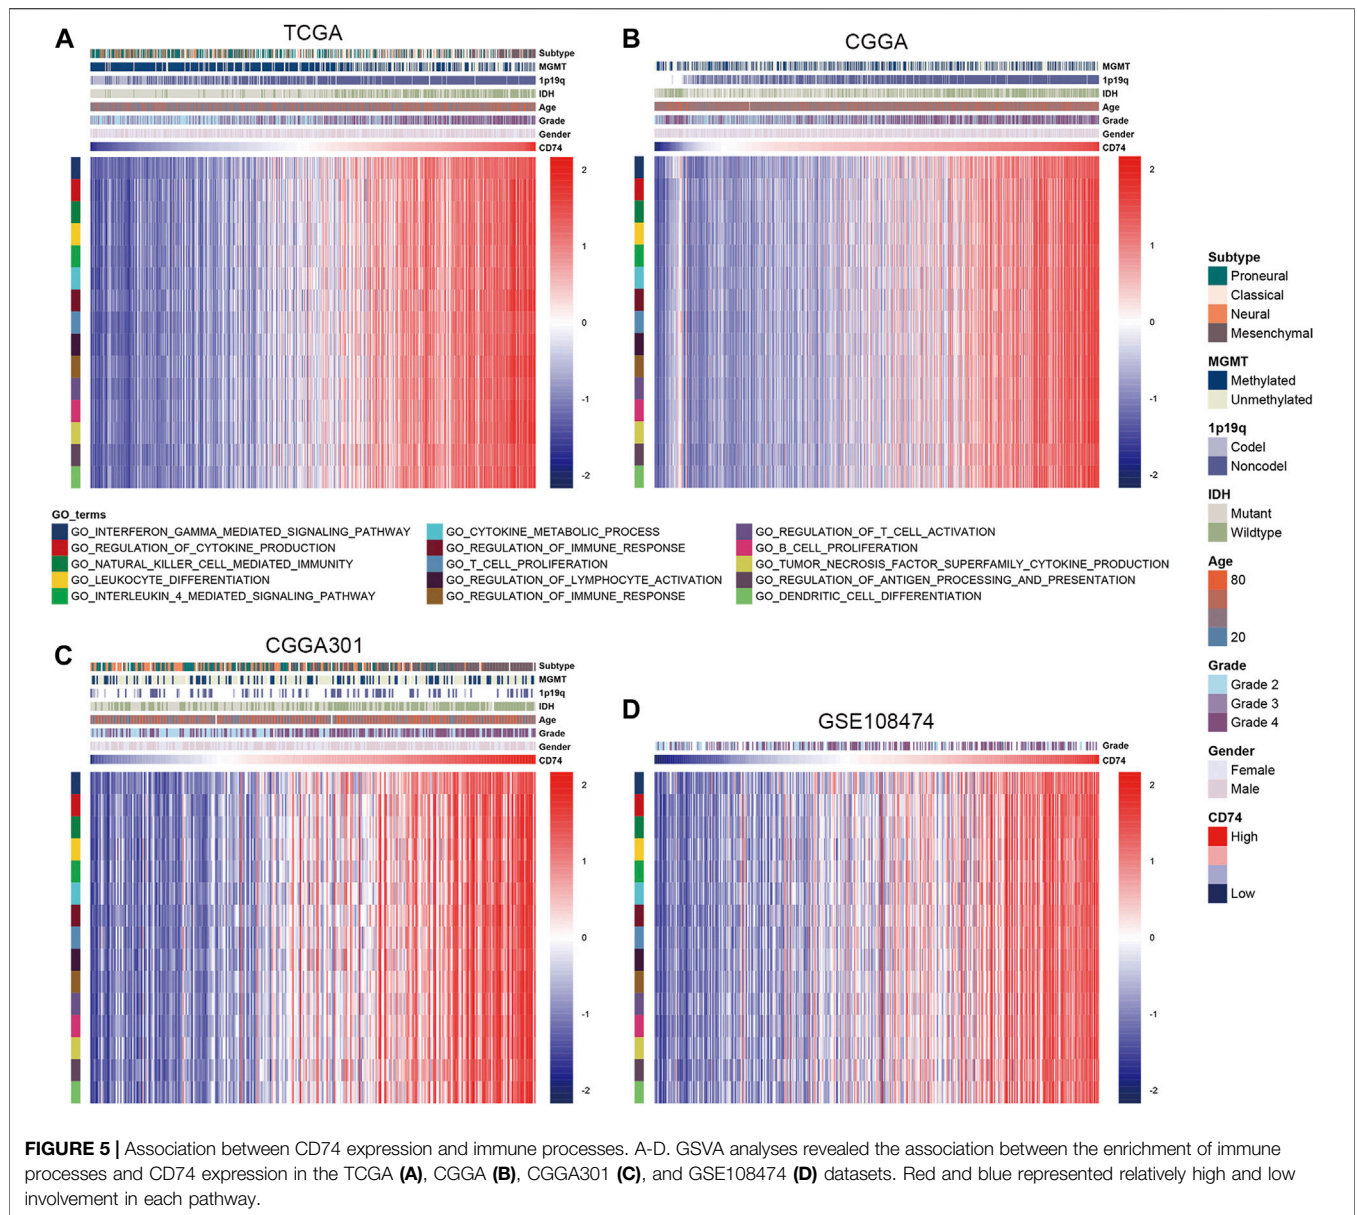 A
TCGA
Subtype
MGMT
1p19q
IDH
Age
Grade
Gender
CD74
2
1
0
-1
-2
B
CGGA
MGMT
1p19q
IDH
Age
Grade
Gender
CD74
2
1
0
-1
-2
GO_terms
GO_INTERFERON_GAMMA_MEDIATED_SIGNALING_PATHWAY
GO_REGULATION_OF_CYTOKINE_PRODUCTION
GO_NATURAL_KILLER_CELL_MEDIATED_IMMUNITY
GO_LEUKOCYTE_DIFFERENTIATION
GO_INTERLEUKIN_4_MEDIATED_SIGNALING_PATHWAY
GO_CYTOKINE_METABOLIC_PROCESS
GO_REGULATION_OF_IMMUNE_RESPONSE
GO_T_CELL_PROLIFERATION
GO_REGULATION_OF_LYMPHOCYTE_ACTIVATION
GO_REGULATION_OF_IMMUNE_RESPONSE
GO_REGULATION_OF_T_CELL_ACTIVATION
GO_B_CELL_PROLIFERATION
GO_TUMOR_NECROSIS_FACTOR_SUPERFAMILY_CYTOKINE_PRODUCTION
GO_REGULATION_OF_ANTIGEN_PROCESSING_AND_PRESENTATION
GO_DENDRITIC_CELL_DIFFERENTIATION
C
CGGA301
Subtype
MGMT
1p19q
IDH
Age
Grade
Gender
CD74
2
1
0
-1
-2
D
GSE108474
Grade
CD74
2
1
0
-1
-2
Subtype
Proneural
Classical
Neural
Mesenchymal
MGMT
Methylated
Unmethylated
1p19q
Codel
Noncodel
IDH
Mutant
Wildtype
Age
80
20
Grade
Grade 2
Grade 3
Grade 4
Gender
Female
Male
CD74
High
Low
FIGURE 5 | Association between CD74 expression and immune processes. A-D. GSVA analyses revealed the association between the enrichment of immune
processes and CD74 expression in the TCGA (A), CGGA (B), CGGA301 (C), and GSE108474 (D) datasets. Red and blue represented relatively high and low
involvement in each pathway.